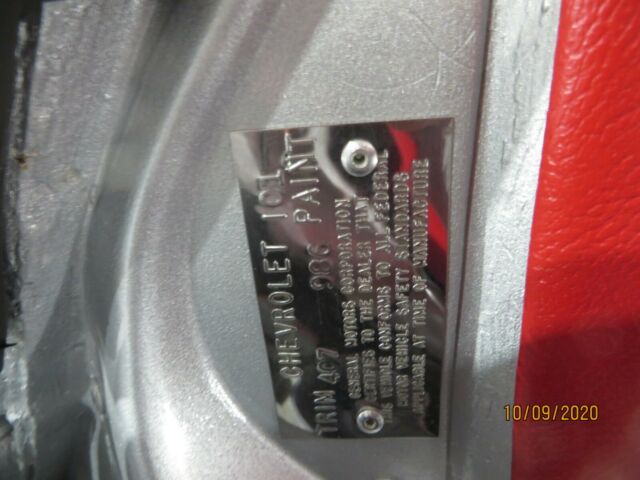 CHEVROLET 101
TRIM 407 986 PAINT
GENERAL MOTORS CORPORATION
CERTIFIES TO THE DEALER THAT
THIS VEHICLE CONFORMS TO ALL FEDERAL
MOTOR VEHICLE SAFETY STANDARDS
APPLICABLE AT TIME OF MANUFACTURE
10/09/2020